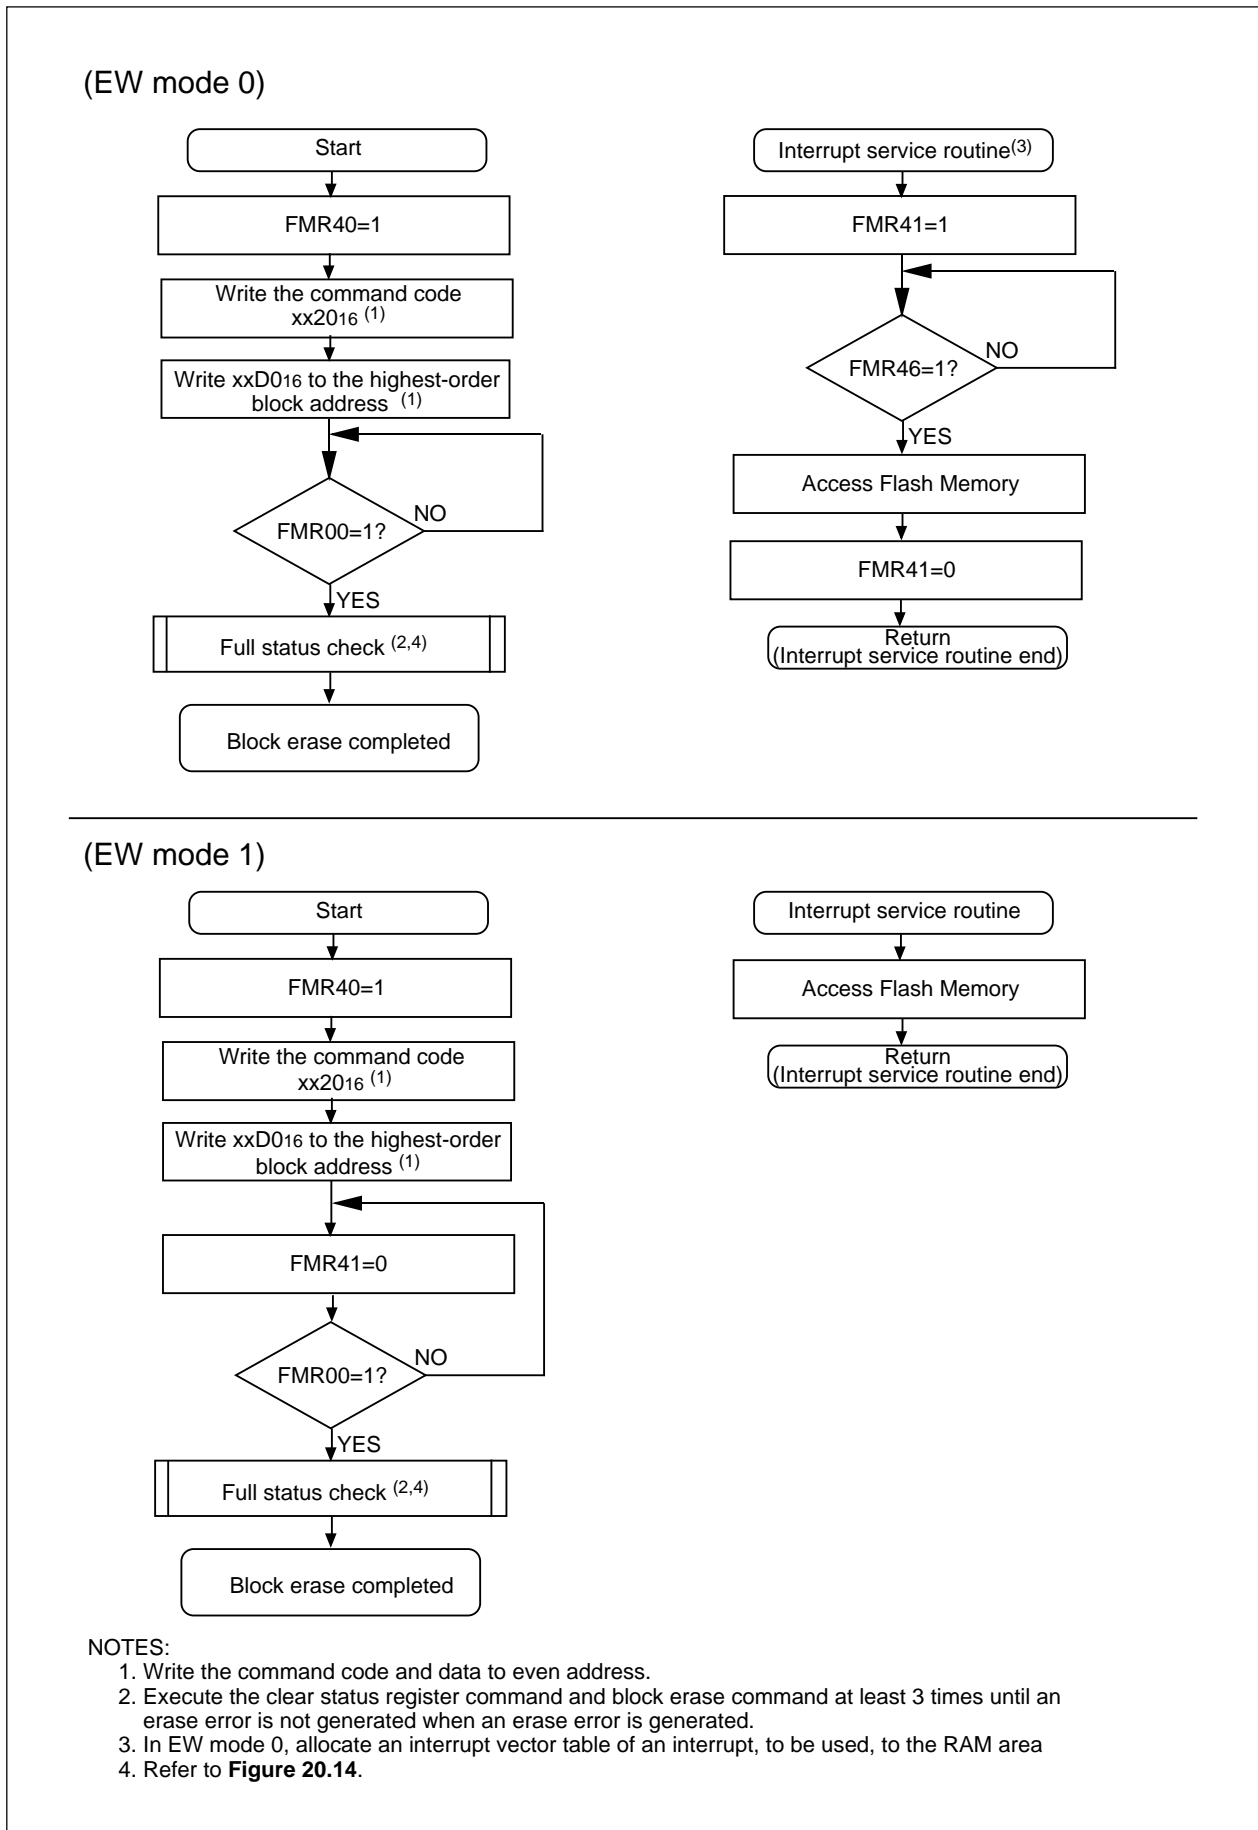 (EW mode 0)
Start
FMR40=1
Write the command code
xx2016 (1)
Write xxD016 to the highest-order
block address (1)
FMR00=1?
NO
YES
Full status check (2,4)
Block erase completed
Interrupt service routine(3)
FMR41=1
FMR46=1?
NO
YES
Access Flash Memory
FMR41=0
Return
(Interrupt service routine end)
(EW mode 1)
Start
FMR40=1
Write the command code
xx2016 (1)
Write xxD016 to the highest-order
block address (1)
FMR41=0
FMR00=1?
NO
YES
Full status check (2,4)
Block erase completed
Interrupt service routine
Access Flash Memory
Return
(Interrupt service routine end)
NOTES:
1. Write the command code and data to even address.
2. Execute the clear status register command and block erase command at least 3 times until an
erase error is not generated when an erase error is generated.
3. In EW mode 0, allocate an interrupt vector table of an interrupt, to be used, to the RAM area
4. Refer to Figure 20.14.